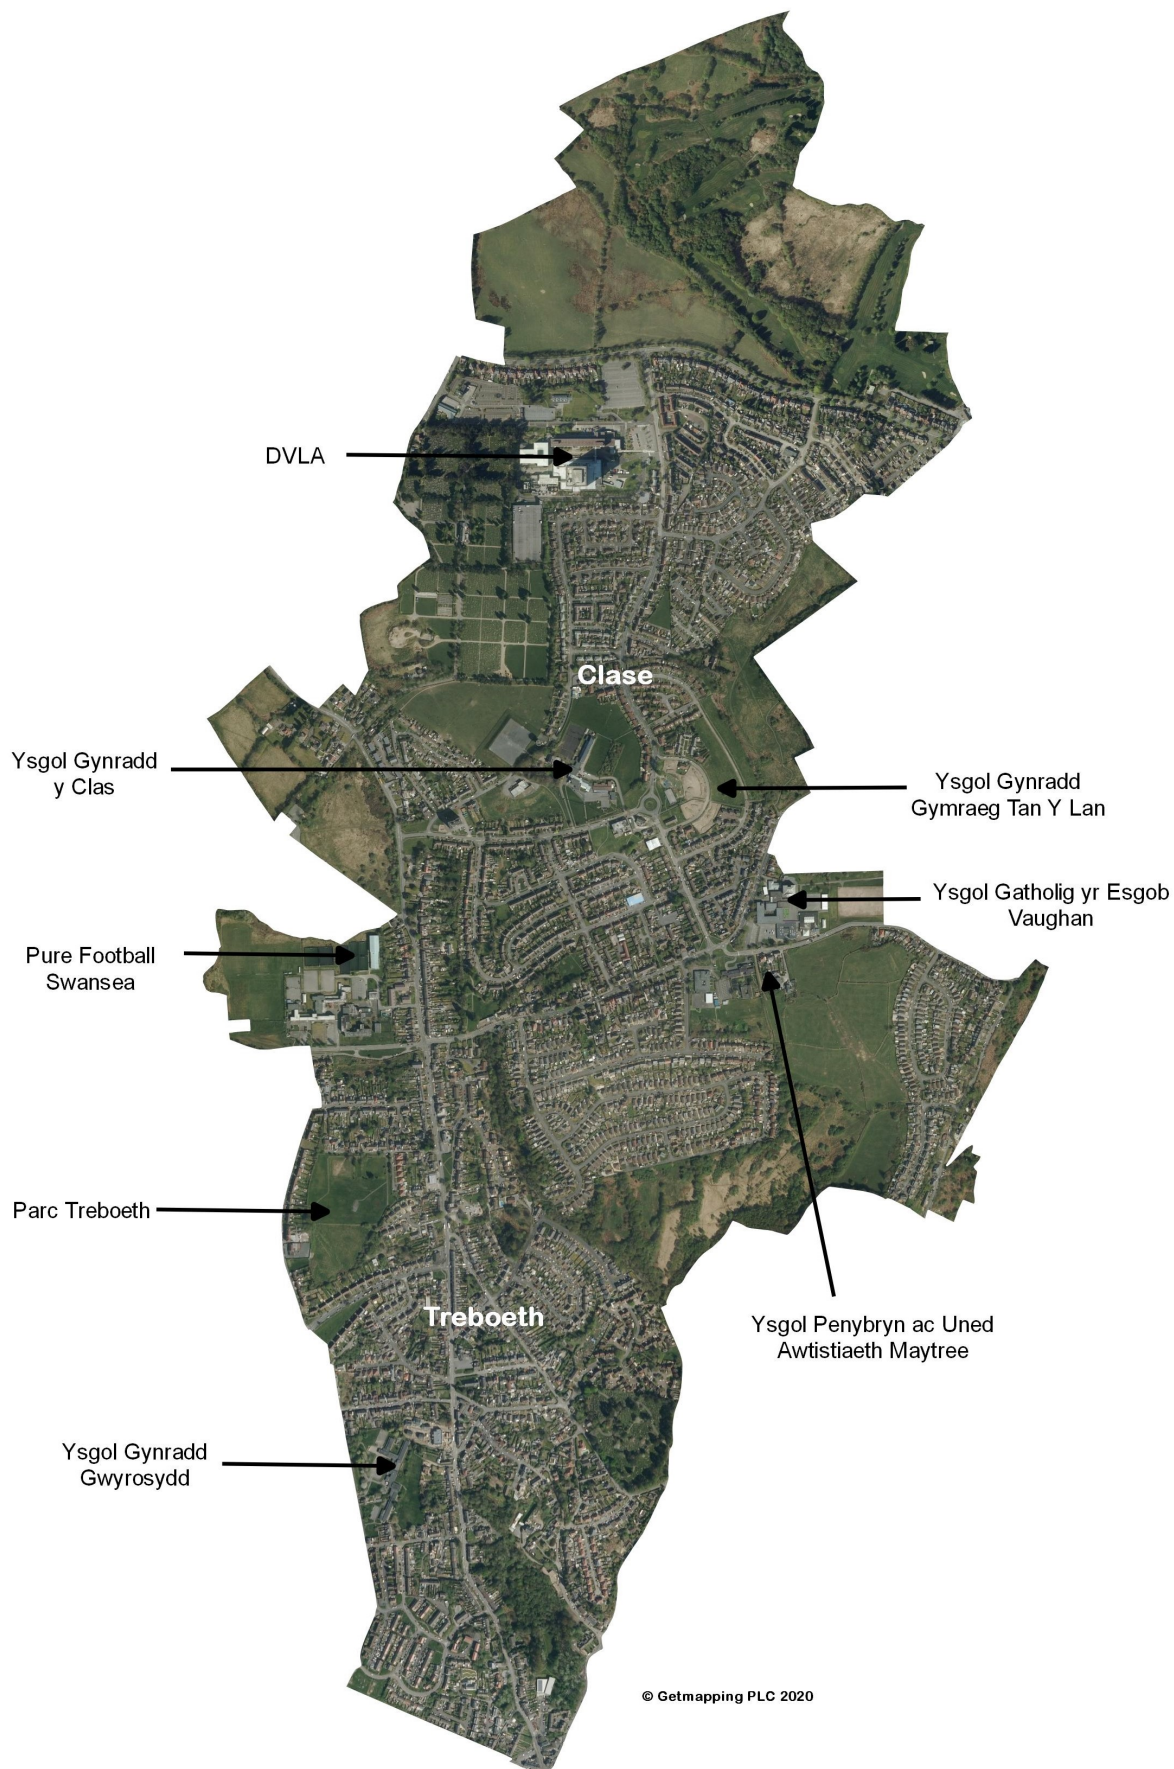 DVLA
Clase
Ysgol Gynradd
y Clas
Ysgol Gynradd
Gymraeg Tan Y Lan
Ysgol Gatholig yr Esgob
Vaughan
Pure Football
Swansea
Parc Treboeth
Treboeth
Ysgol Penybryn ac Uned
Awtistiaeth Maytree
Ysgol Gynradd
Gwyrosydd
© Getmapping PLC 2020